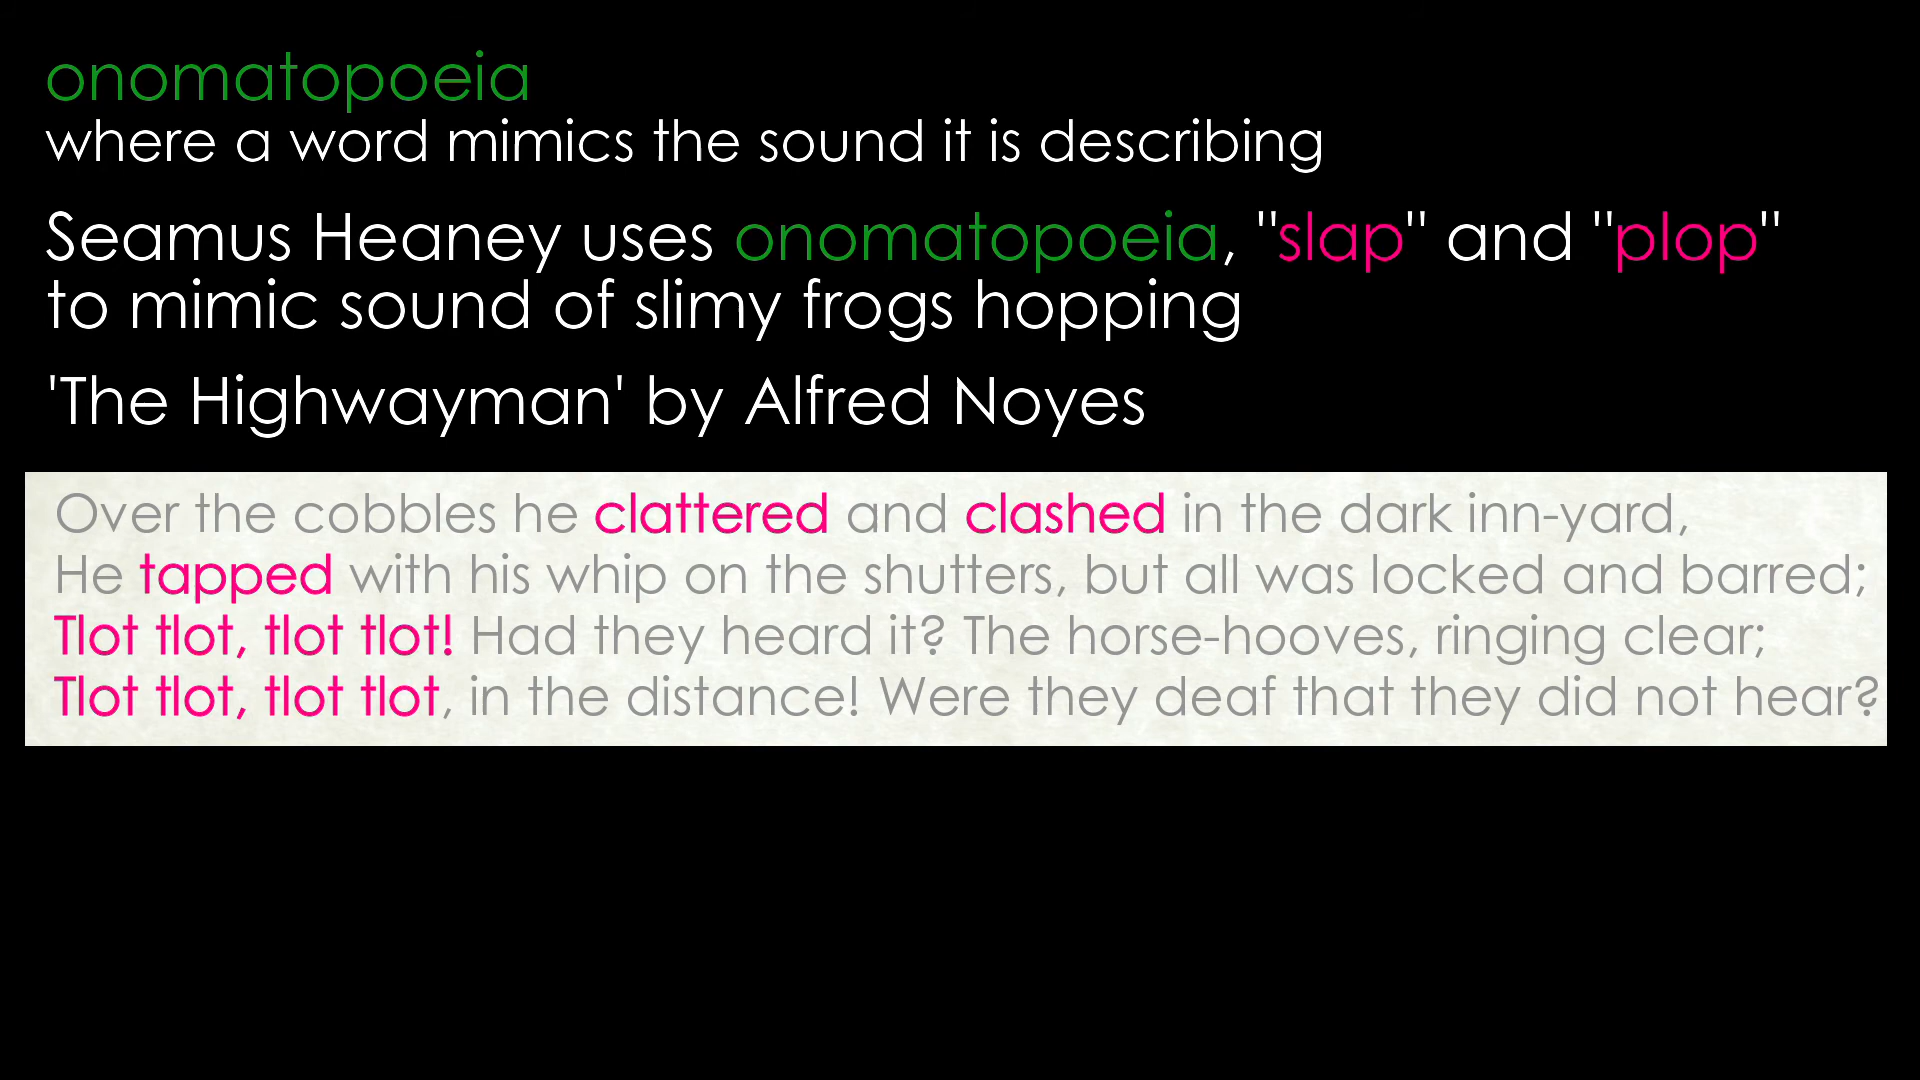 onomatopoeia
where a word mimics the sound it is describing
Seamus Heaney uses onomatopoeia, "slap" and "plop"
to mimic sound of slimy frogs hopping
'The Highwayman' by Alfred Noyes
Over the cobbles he clattered and clashed in the dark inn-yard,
He tapped with his whip on the shutters, but all was locked and barred;
Tlot tlot, tlot tlot! Had they heard it? The horse-hooves, ringing clear;
Tlot tlot, tlot tlot, in the distance! Were they deaf that they did not hear?